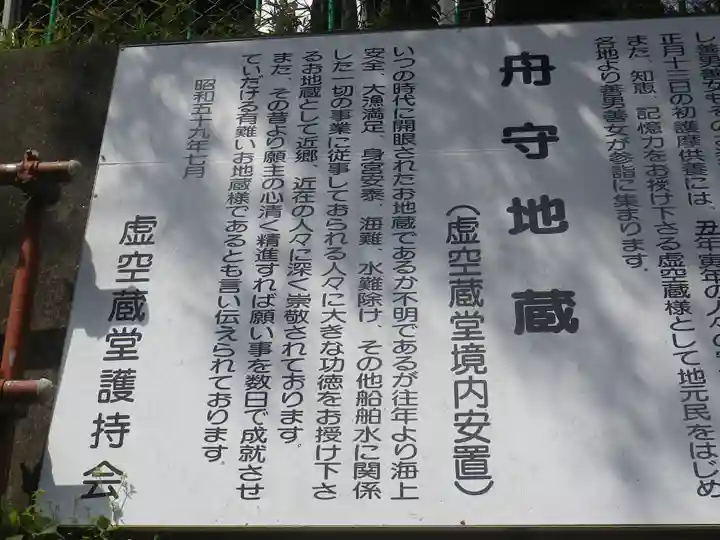 し善男善女も
正月十三日の初護摩供養には、丑年寅年の人々の
また、知恵、記憶力をお授け下さる虚空蔵様として地元民をはじめ
各地より善男善女が参詣に集まります。
舟守地蔵
（虚空蔵堂境内安置）
いつの時代に開眼されたお地蔵であるか不明であるが往年より海上
安全、大漁満足、身宮安泰、海難、水難除け、その他船舶水に関係
した一切の事業に従事しておられる人々に大きな功徳をお授け下さ
るお地蔵として近郷、近在の人々に深く崇敬されております。
また、その昔より願主の心清く精進すれば願い事を数日で成就させ
ていただける有難いお地蔵様であるとも言い伝えられております。
昭和五十九年七月
虚空蔵堂護持会